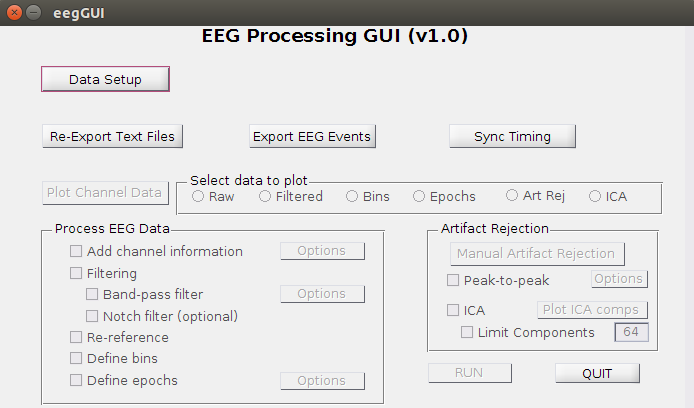 eegGUI
EEG Processing GUI (v1.0)
Data Setup
Re-Export Text Files
Export EEG Events
Sync Timing
Plot Channel Data
Select data to plot
Raw
Filtered
Bins
Epochs
Art Rej
ICA
Process EEG Data
Add channel information
Options
Filtering
Band-pass filter
Options
Notch filter (optional)
Re-reference
Define bins
Define epochs
Options
Artifact Rejection
Manual Artifact Rejection
Peak-to-peak
Options
ICA
Plot ICA comps
Limit Components
64
RUN
QUIT